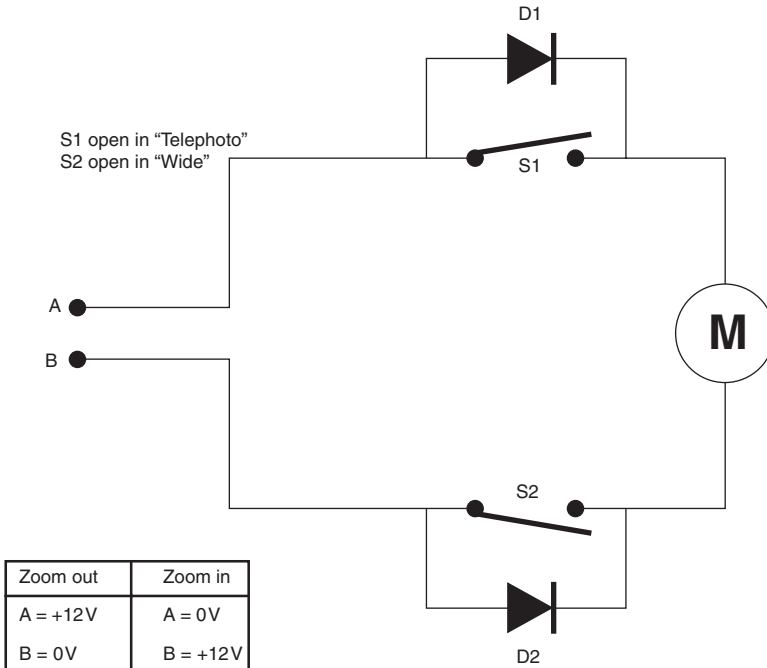 D1
S1 open in “Telephoto”
S2 open in “Wide”
S1
A
B
M
S2
Zoom out Zoom in
A = +12V A = 0V
B = 0V B = +12V
D2